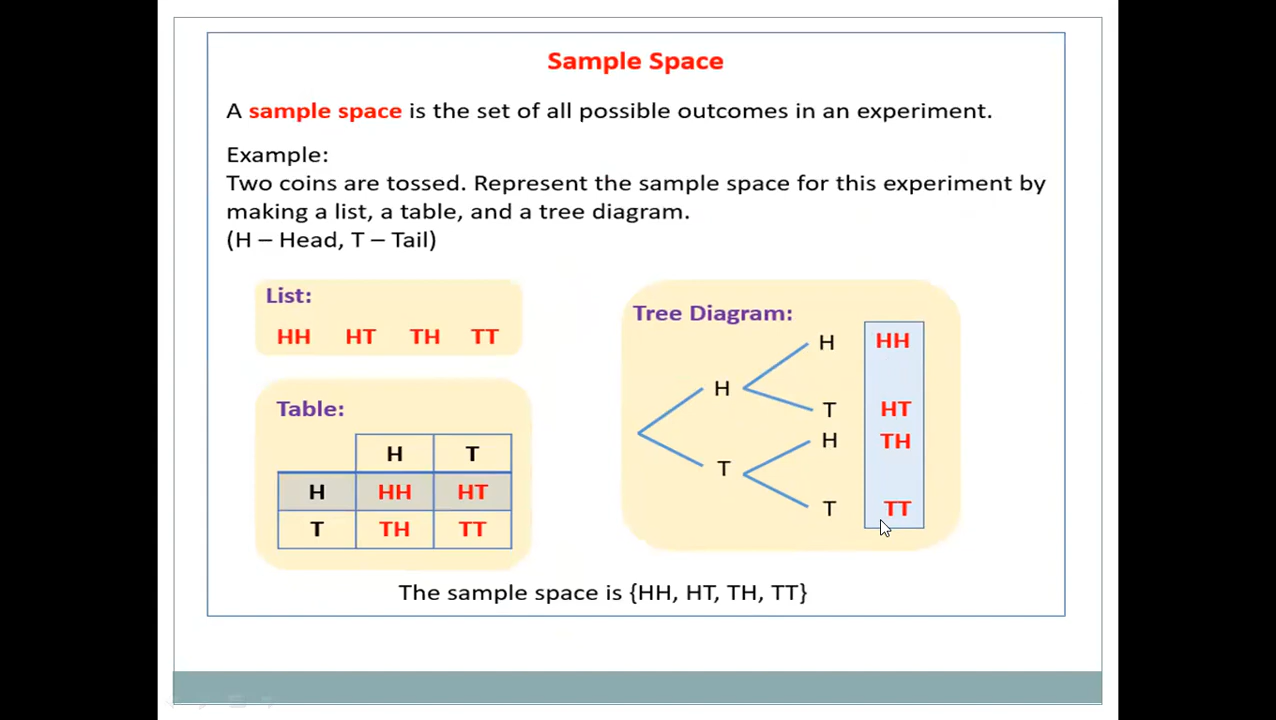 Sample Space
A sample space is the set of all possible outcomes in an experiment.
Example:
Two coins are tossed. Represent the sample space for this experiment by
making a list, a table, and a tree diagram.
(H – Head, T – Tail)
List:
HH HT TH TT
Table:
H T
H HH HT
T TH TT
Tree Diagram:
H HH
H
T HT
H TH
T
T TT
The sample space is {HH, HT, TH, TT}